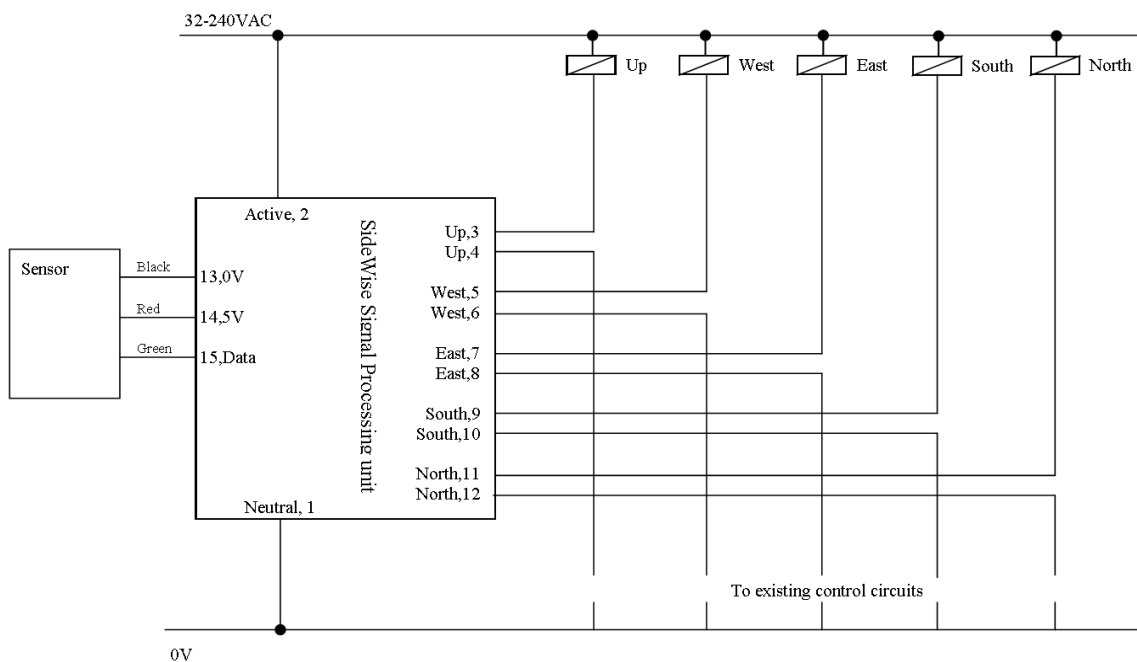 32-240VAC
Up
West
East
South
North
Active, 2
SideWise Signal Processing unit
Up,3
Up,4
Sensor
Black
13,0V
West,5
Red
14,5V
West,6
Green
15,Data
East,7
East,8
South,9
South,10
North,11
North,12
Neutral, 1
To existing control circuits
0V